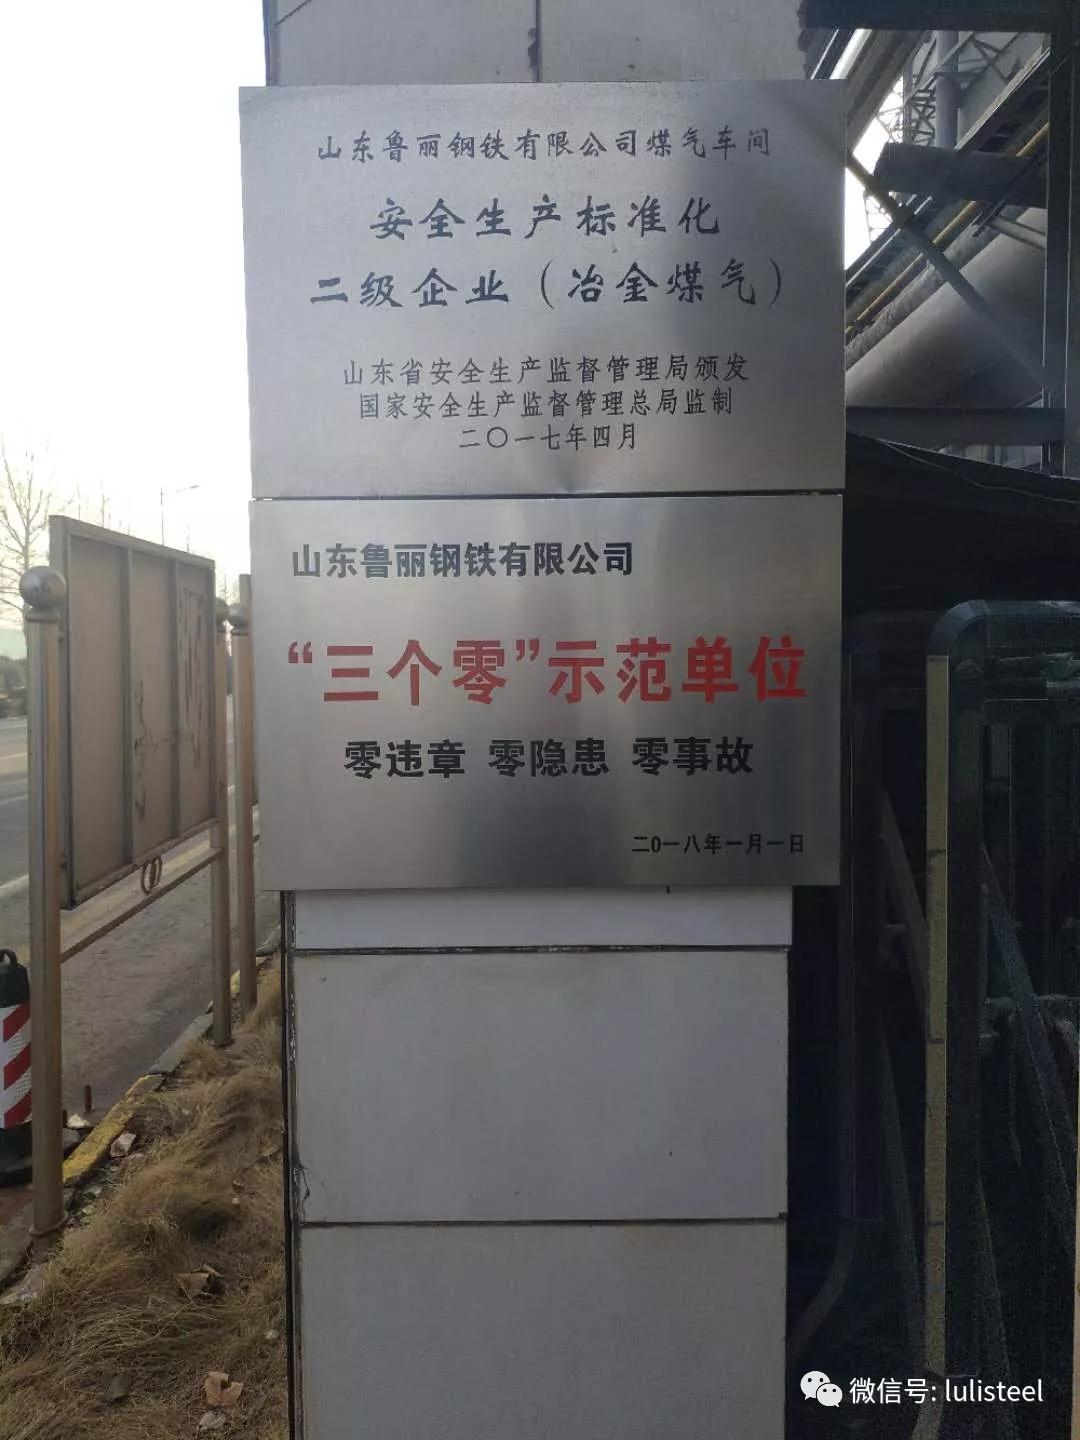 山东鲁丽钢铁有限公司煤气车间
安全生产标准化
二级企业（冶金煤气）
山东省安全生产监督管理局颁发
国家安全生产监督管理总局监制
二〇一七年四月
山东鲁丽钢铁有限公司
“三个零”示范单位
零违章 零隐患 零事故
二0一八年一月一日
微信号: lulisteel